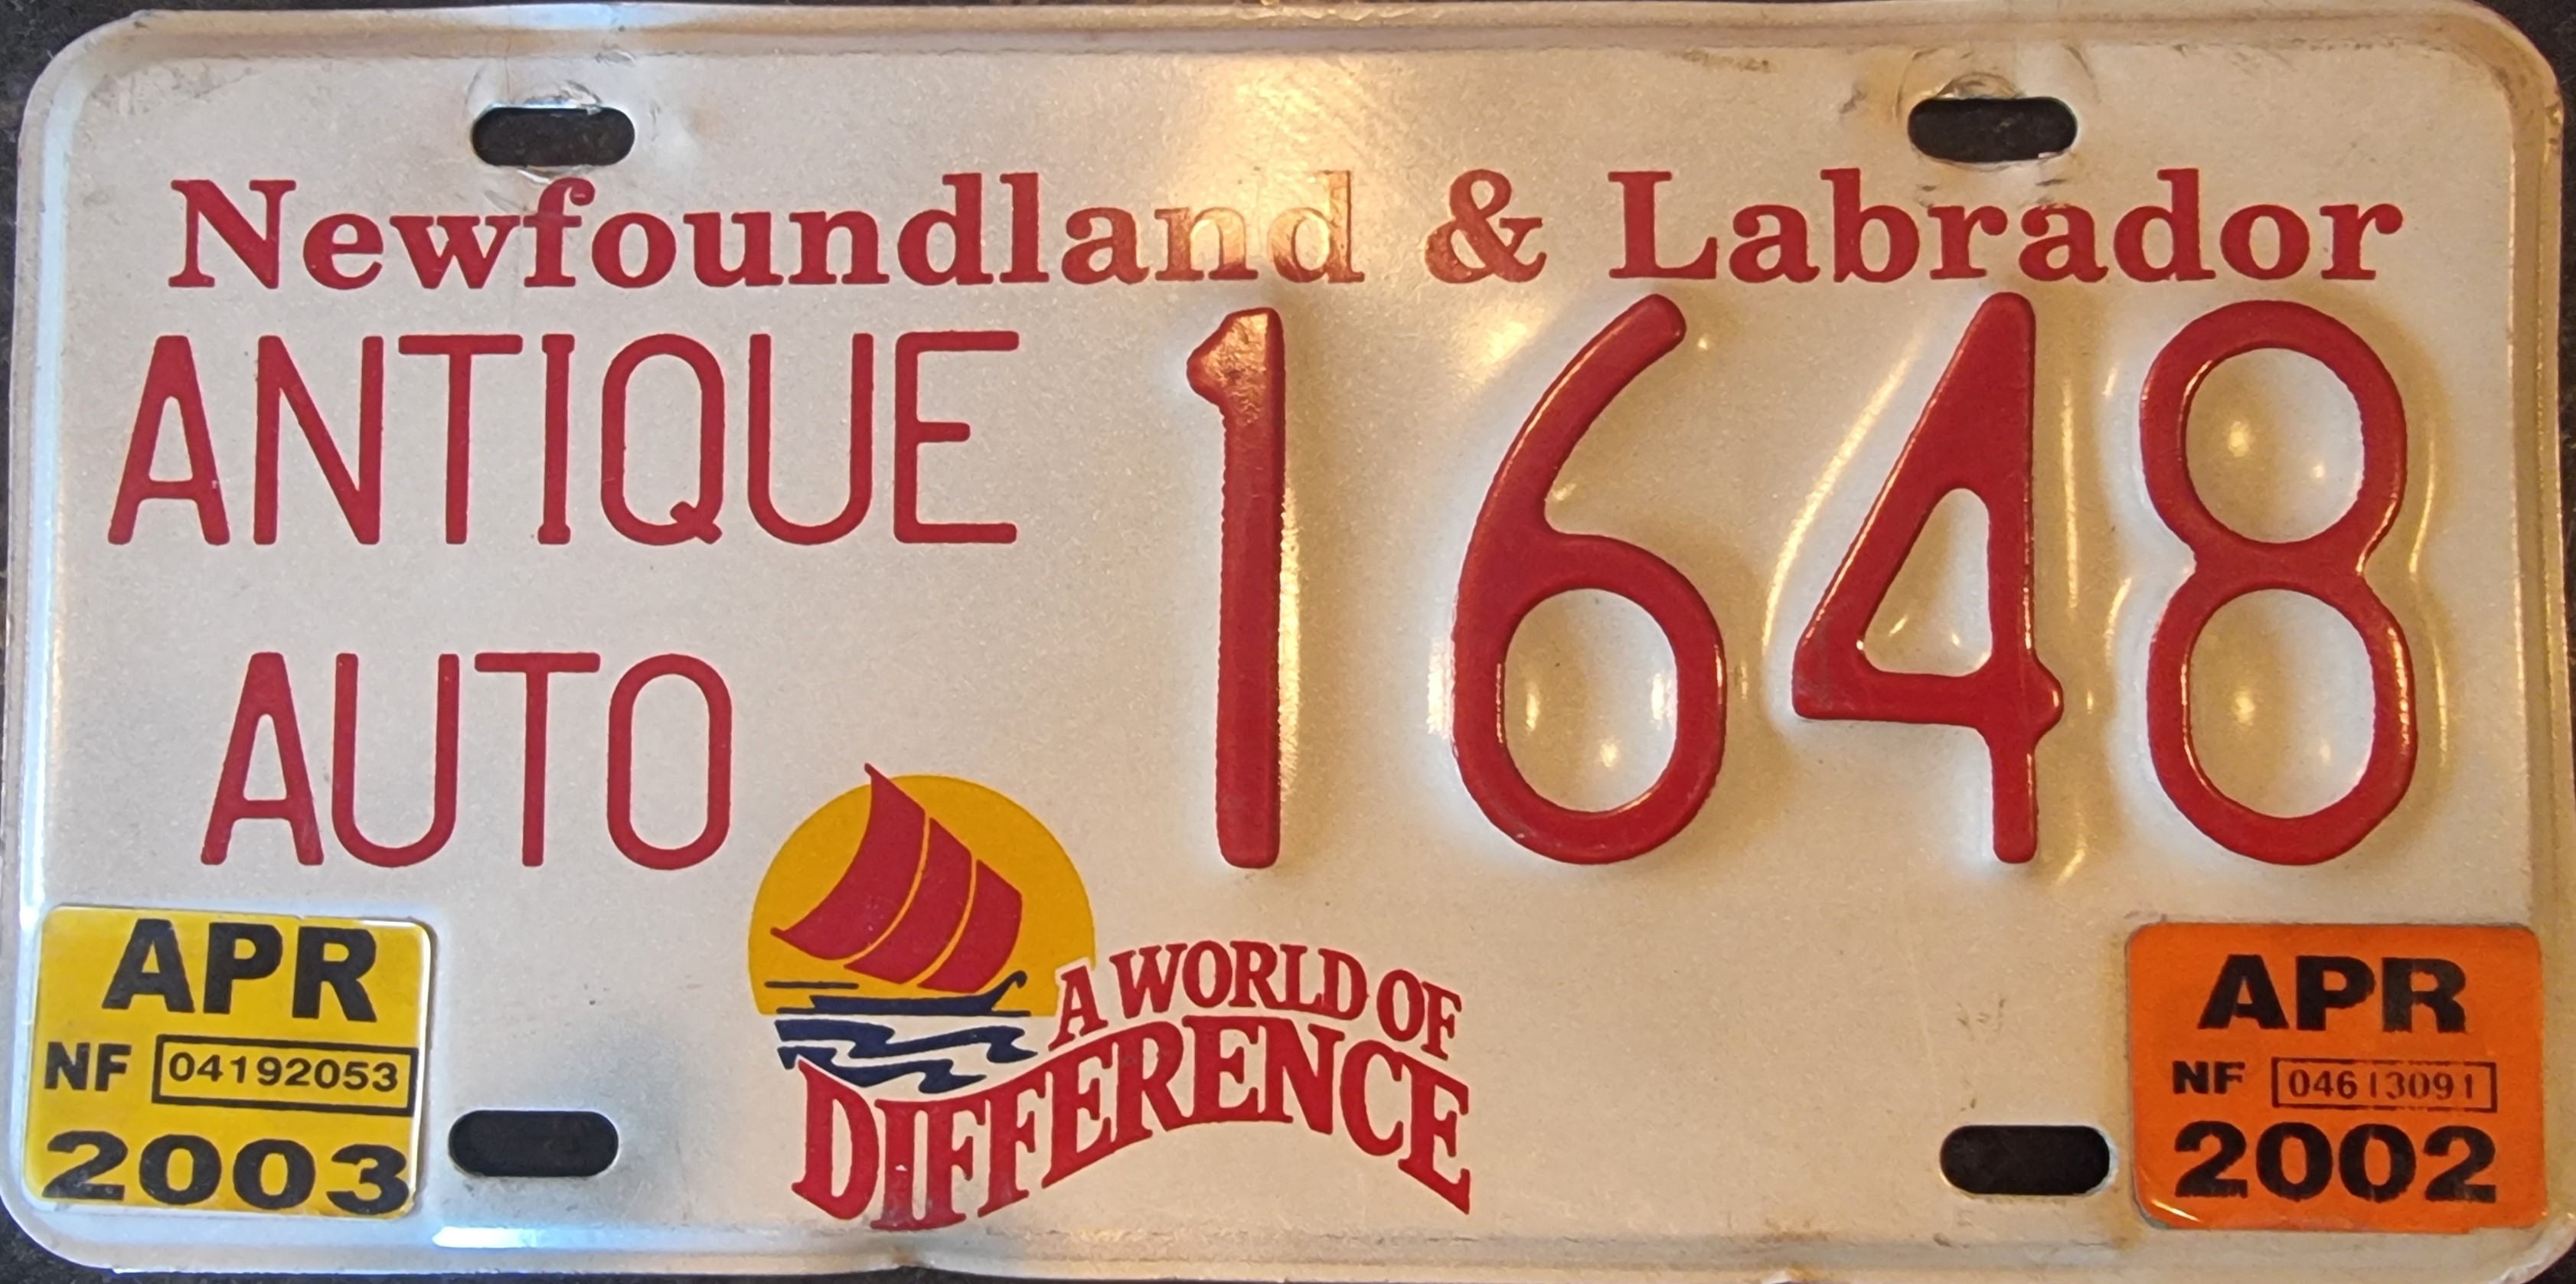 Newfoundland & Labrador
ANTIQUE 1648
AUTO
A WORLD OF
DIFFERENCE
APR
NF 04192053
2003
APR
NF 04613091
2002